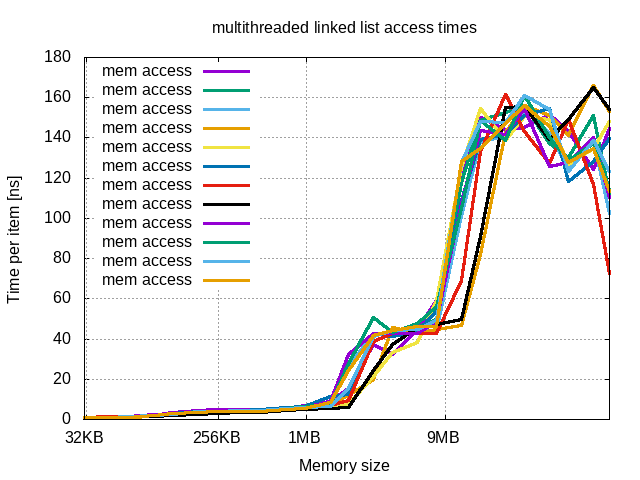 multithreaded linked list access times
180
160
140
120
100
80
60
40
20
0
Time per item [ns]
mem access
mem access
mem access
mem access
mem access
mem access
mem access
mem access
mem access
mem access
mem access
mem access
32KB 256KB 1MB 9MB
Memory size